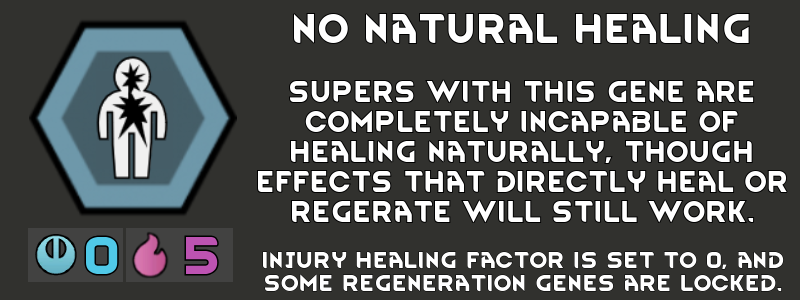 NO NATURAL HEALING
SUPERS WITH THIS GENE ARE
COMPLETELY INCAPABLE OF
HEALING NATURALLY, THOUGH
EFFECTS THAT DIRECTLY HEAL OR
REGERATE WILL STILL WORK.
0 5
INJURY HEALING FACTOR IS SET TO 0, AND
SOME REGENERATION GENES ARE LOCKED.